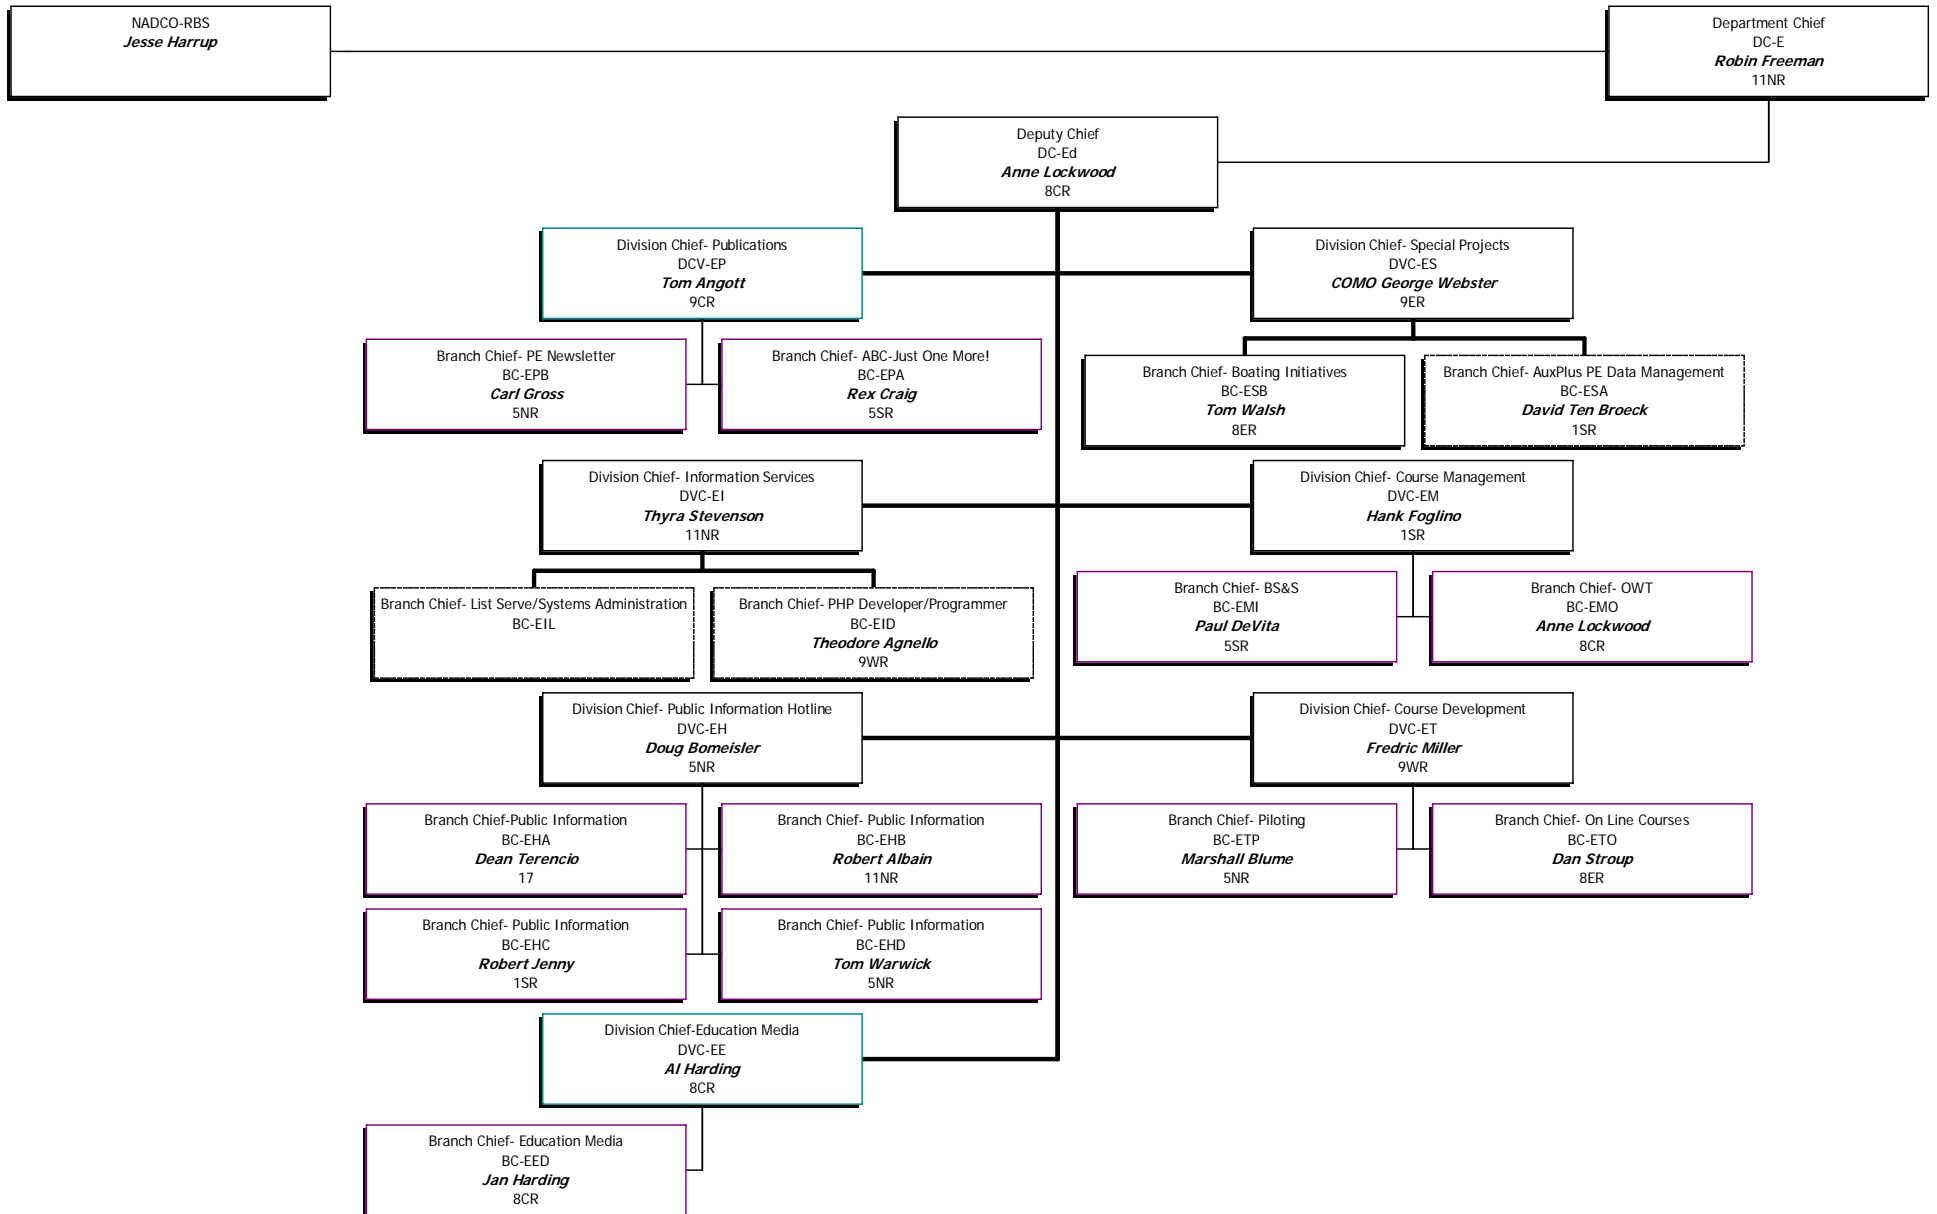 NADCO-RBS
Jesse Harrup
Department Chief
DC-E
Robin Freeman
11NR
Deputy Chief
DC-Ed
Anne Lockwood
8CR
Division Chief- Publications
DCV-EP
Tom Angott
9CR
Division Chief- Special Projects
DVC-ES
COMO George Webster
9ER
Branch Chief- PE Newsletter
BC-EPB
Carl Gross
5NR
Branch Chief- ABC-Just One More!
BC-EPA
Rex Craig
5SR
Branch Chief- Boating Initiatives
BC-ESB
Tom Walsh
8ER
Branch Chief- AuxPlus PE Data Management
BC-ESA
David Ten Broeck
1SR
Division Chief- Information Services
DVC-EI
Thyra Stevenson
11NR
Division Chief- Course Management
DVC-EM
Hank Foglino
1SR
Branch Chief- List Serve/Systems Administration
BC-EIL
Branch Chief- PHP Developer/Programmer
BC-EID
Theodore Agnello
9WR
Branch Chief- BS&S
BC-EMI
Paul DeVita
5SR
Branch Chief- OWT
BC-EMO
Anne Lockwood
8CR
Division Chief- Public Information Hotline
DVC-EH
Doug Bomeisler
5NR
Division Chief- Course Development
DVC-ET
Fredric Miller
9WR
Branch Chief-Public Information
BC-EHA
Dean Terencio
17
Branch Chief- Public Information
BC-EHB
Robert Albain
11NR
Branch Chief- Piloting
BC-ETP
Marshall Blume
5NR
Branch Chief- On Line Courses
BC-ETO
Dan Stroup
8ER
Branch Chief- Public Information
BC-EHC
Robert Jenny
1SR
Branch Chief- Public Information
BC-EHD
Tom Warwick
5NR
Division Chief-Education Media
DVC-EE
Al Harding
8CR
Branch Chief- Education Media
BC-EED
Jan Harding
8CR